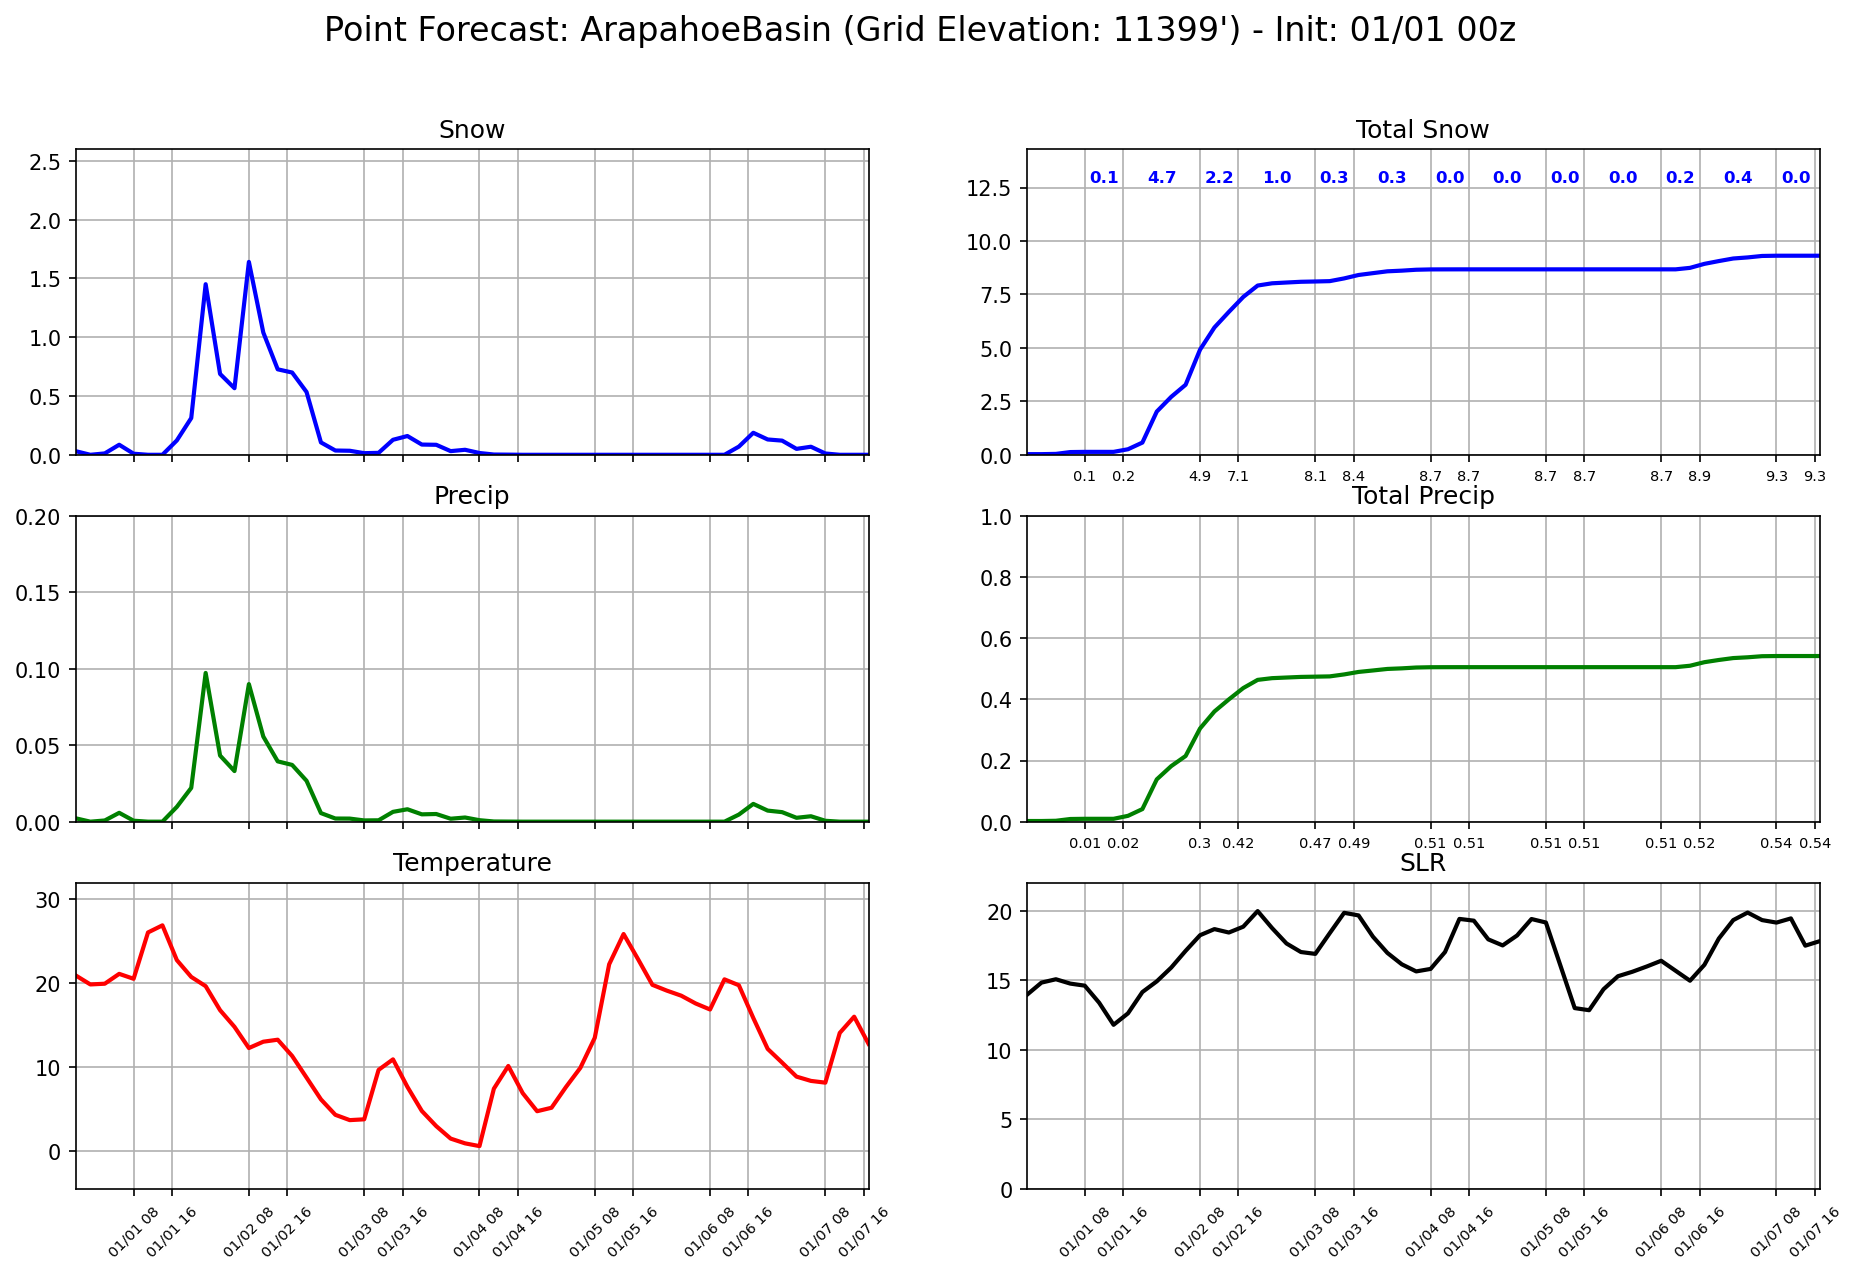 Point Forecast: ArapahoeBasin (Grid Elevation: 11399') - Init: 01/01 00z
Snow
2.5
2.0
1.5
1.0
0.5
0.0
Total Snow
0.1 4.7 2.2 1.0 0.3 0.3 0.0 0.0 0.0 0.0 0.2 0.4 0.0
12.5
10.0
7.5
5.0
2.5
0.0
0.1 0.2 4.9 7.1 8.1 8.4 8.7 8.7 8.7 8.7 8.7 8.9 9.3 9.3
Precip
0.20
0.15
0.10
0.05
0.00
Total Precip
1.0
0.8
0.6
0.4
0.2
0.0
0.01 0.02 0.3 0.42 0.47 0.49 0.51 0.51 0.51 0.51 0.51 0.52 0.54 0.54
Temperature
30
20
10
0
01/01 08 01/01 16 01/02 08 01/02 16 01/03 08 01/03 16 01/04 08 01/04 16 01/05 08 01/05 16 01/06 08 01/06 16 01/07 08 01/07 16
SLR
20
15
10
5
0
01/01 08 01/01 16 01/02 08 01/02 16 01/03 08 01/03 16 01/04 08 01/04 16 01/05 08 01/05 16 01/06 08 01/06 16 01/07 08 01/07 16